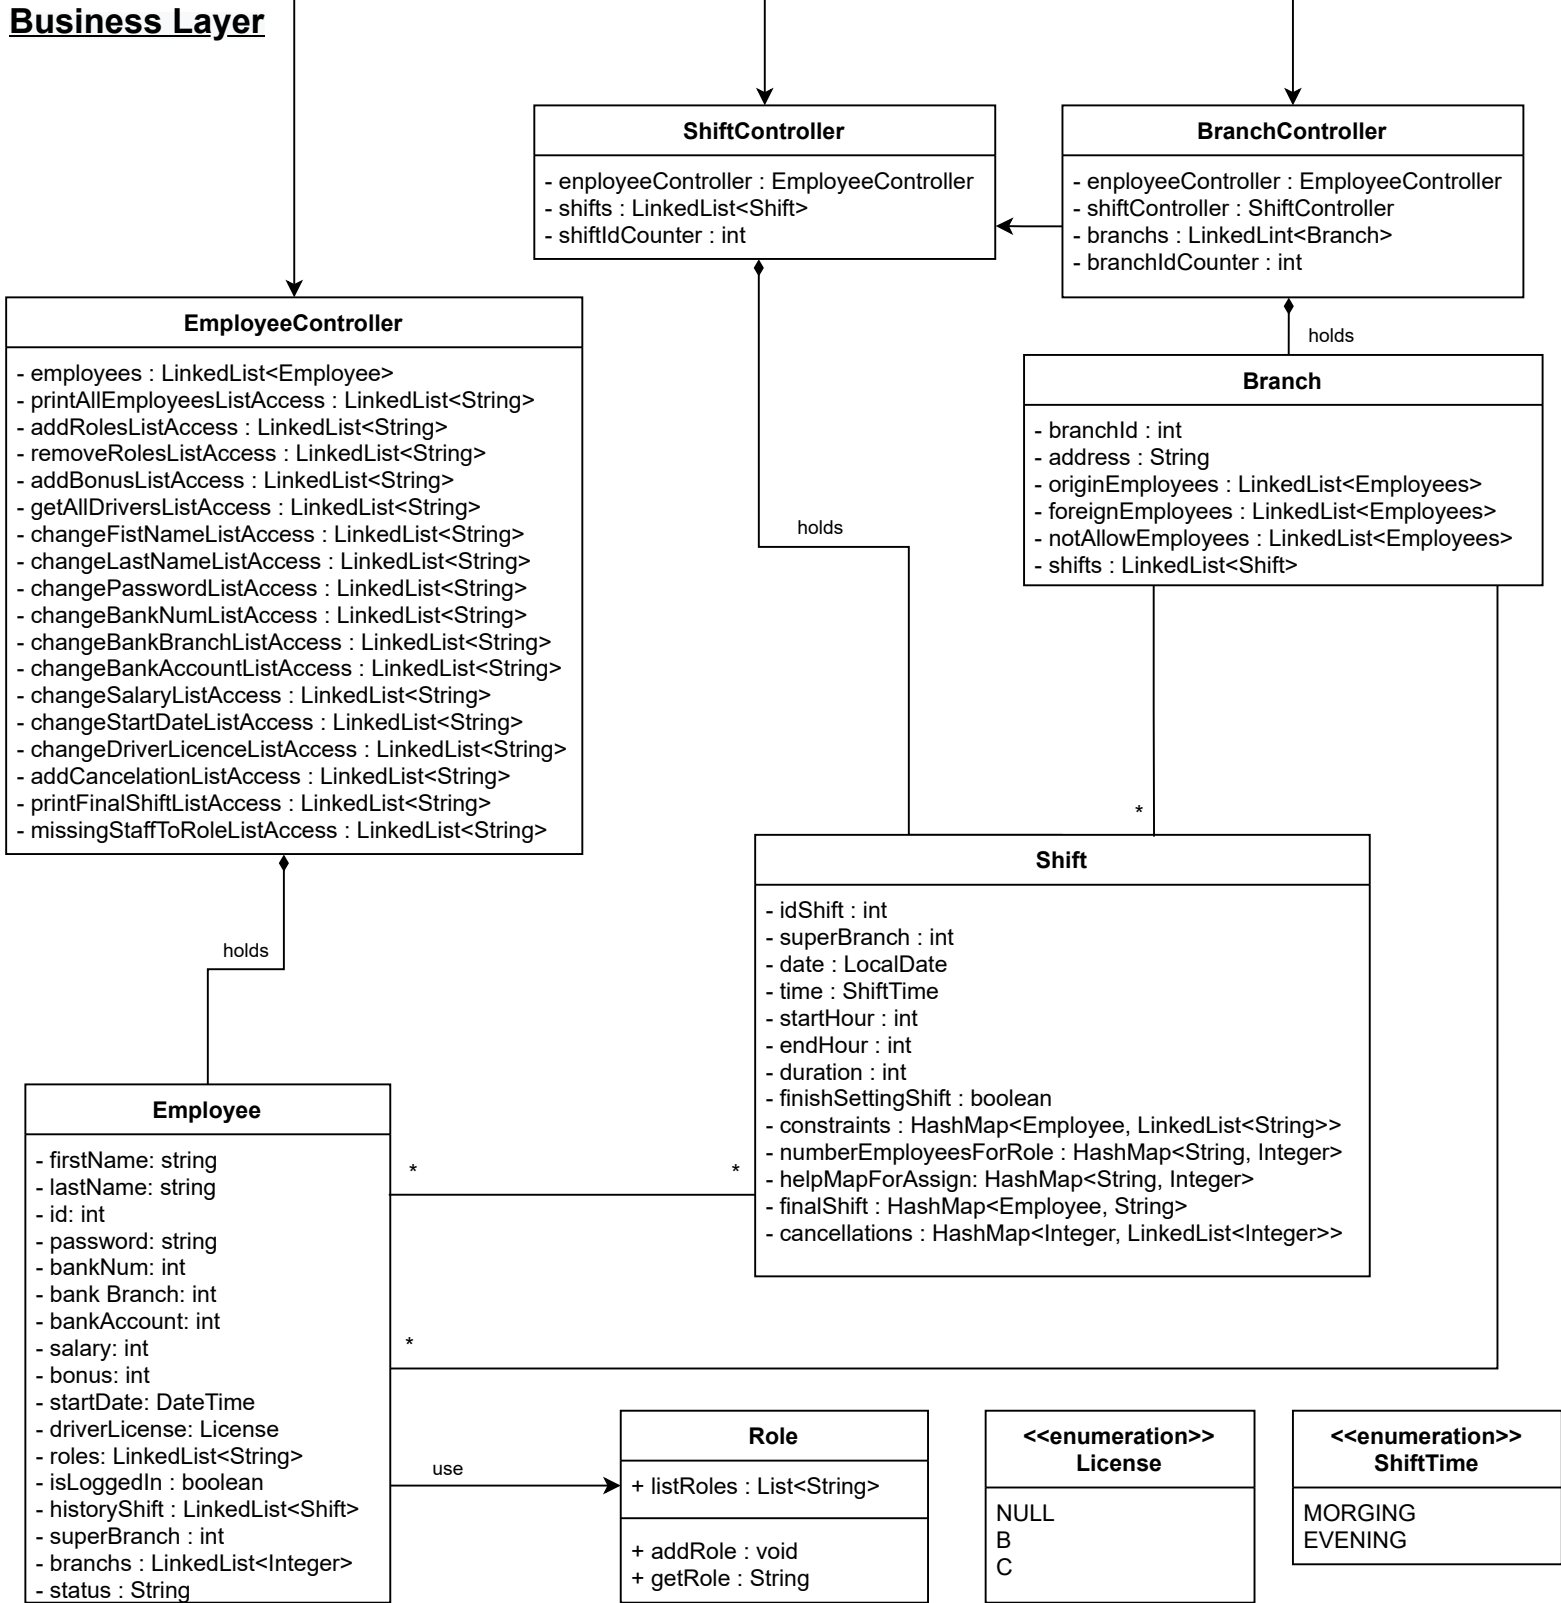 Business Layer
ShiftController
- enployeeController : EmployeeController
- shifts : LinkedList<Shift>
- shiftIdCounter : int
BranchController
- enployeeController : EmployeeController
- shiftController : ShiftController
- branchs : LinkedLint<Branch>
- branchIdCounter : int
EmployeeController
- employees : LinkedList<Employee>
- printAllEmployeesListAccess : LinkedList<String>
- addRolesListAccess : LinkedList<String>
- removeRolesListAccess : LinkedList<String>
- addBonusListAccess : LinkedList<String>
- getAllDriversListAccess : LinkedList<String>
- changeFistNameListAccess : LinkedList<String>
- changeLastNameListAccess : LinkedList<String>
- changePasswordListAccess : LinkedList<String>
- changeBankNumListAccess : LinkedList<String>
- changeBankBranchListAccess : LinkedList<String>
- changeBankAccountListAccess : LinkedList<String>
- changeSalaryListAccess : LinkedList<String>
- changeStartDateListAccess : LinkedList<String>
- changeDriverLicenceListAccess : LinkedList<String>
- addCancelationListAccess : LinkedList<String>
- printFinalShiftListAccess : LinkedList<String>
- missingStaffToRoleListAccess : LinkedList<String>
holds
Branch
- branchId : int
- address : String
- originEmployees : LinkedList<Employees>
- foreignEmployees : LinkedList<Employees>
- notAllowEmployees : LinkedList<Employees>
- shifts : LinkedList<Shift>
holds
*
Shift
- idShift : int
- superBranch : int
- date : LocalDate
- time : ShiftTime
- startHour : int
- endHour : int
- duration : int
- finishSettingShift : boolean
- constraints : HashMap<Employee, LinkedList<String>>
- numberEmployeesForRole : HashMap<String, Integer>
- helpMapForAssign: HashMap<String, Integer>
- finalShift : HashMap<Employee, String>
- cancellations : HashMap<Integer, LinkedList<Integer>>
holds
Employee
- firstName: string
- lastName: string
- id: int
- password: string
- bankNum: int
- bank Branch: int
- bankAccount: int
- salary: int
- bonus: int
- startDate: DateTime
- driverLicense: License
- roles: LinkedList<String>
- isLoggedIn : boolean
- historyShift : LinkedList<Shift>
- superBranch : int
- branchs : LinkedList<Integer>
- status : String
*
*
*
use
Role
+ listRoles : List<String>
+ addRole : void
+ getRole : String
<<enumeration>>
License
NULL
B
C
<<enumeration>>
ShiftTime
MORGING
EVENING